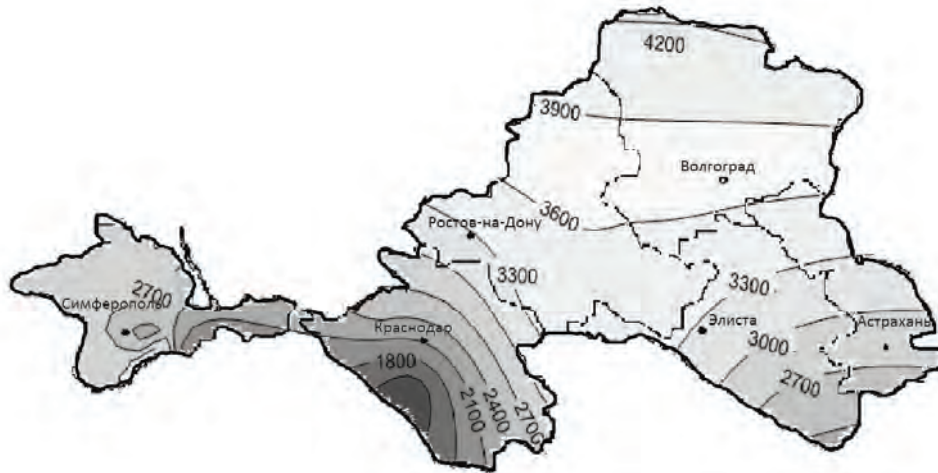 4200
3900
Волгоград
3600
Ростов-на-Дону
3300
3300
2700
Симферополь
Краснодао
Элиста
Астрахань
3000
1800
2700
2100
2400
2700